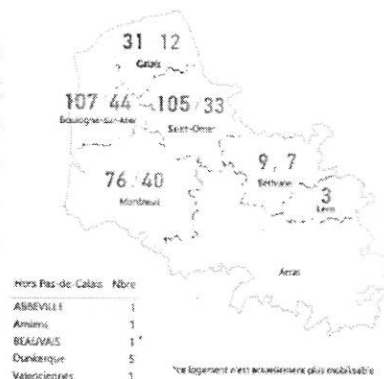 31 12
Calais
107 44 105 33
Boulogne-sur-Mer Saint-Omer
9, 7
Béthune
76 40
Montreuil
3
Lens
Arras
Hors Pas-de-Calais Nbre
ABBEVILLE 1
Amiens 1
BEAUVAIS 1*
Dunkerque 5
Valenciennes 1
*ce logement n'est actuellement plus mobilisable